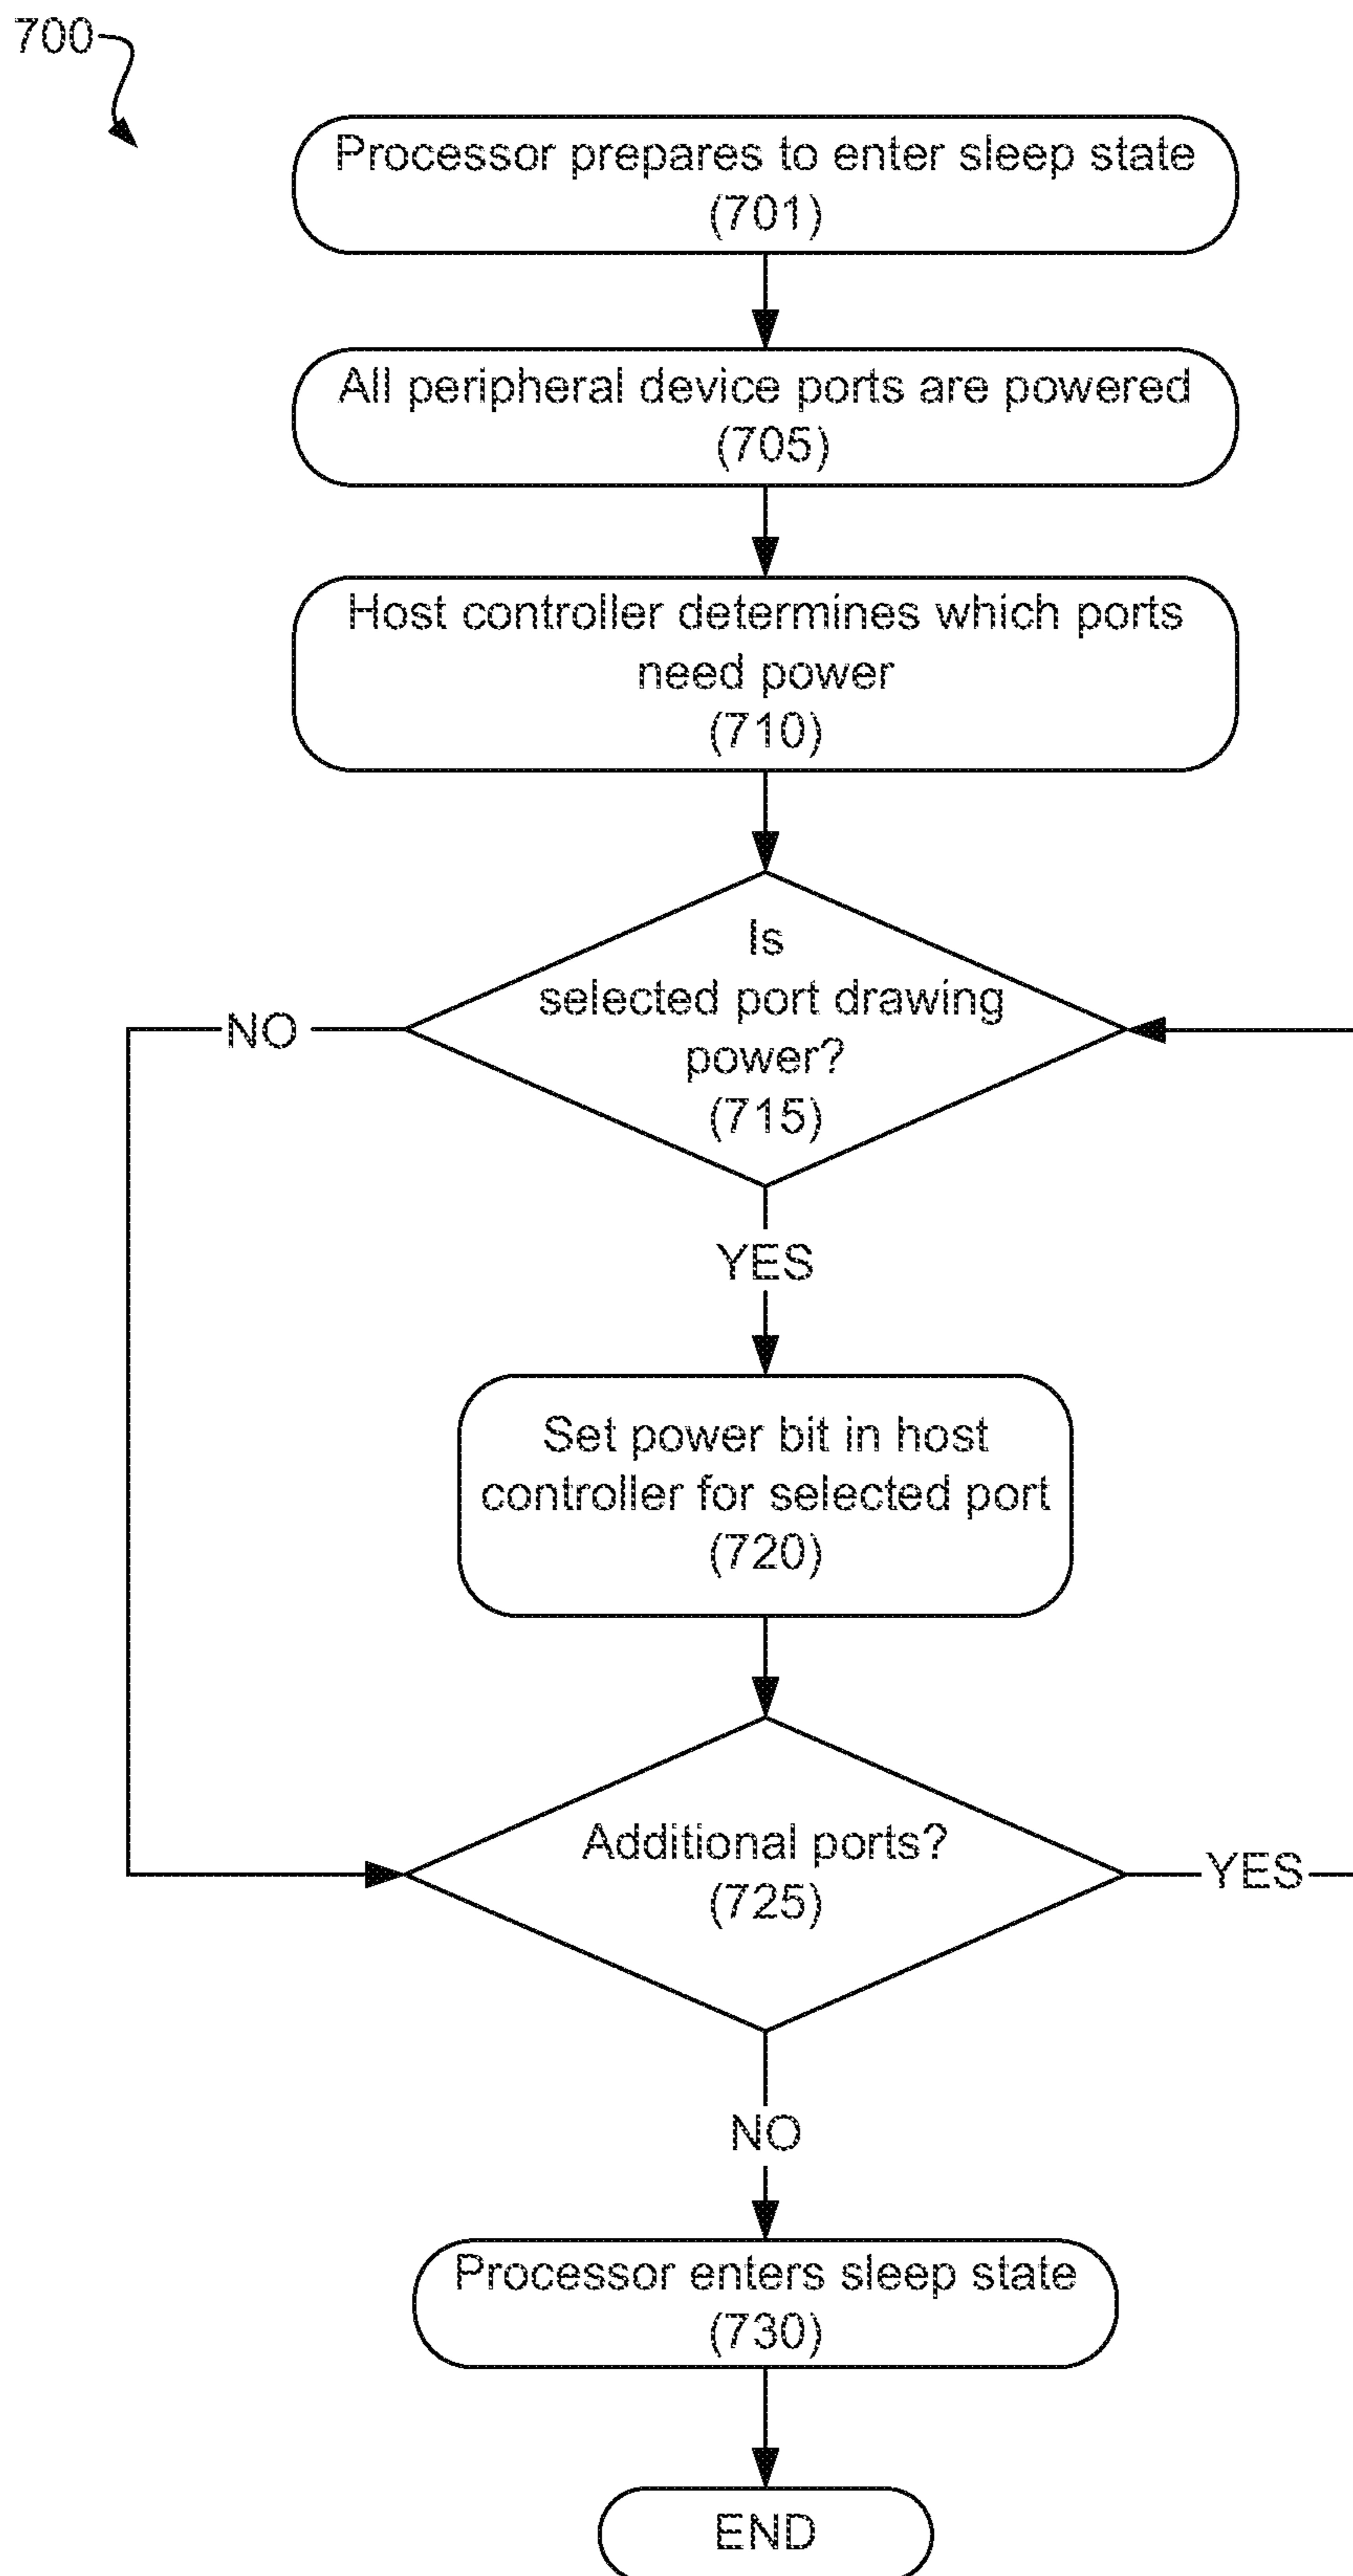 700
Processor prepares to enter sleep state
(701)
All peripheral device ports are powered
(705)
Host controller determines which ports
need power
(710)
Is
selected port drawing
power?
(715)
NO
YES
Set power bit in host
controller for selected port
(720)
Additional ports?
(725)
YES
NO
Processor enters sleep state
(730)
END